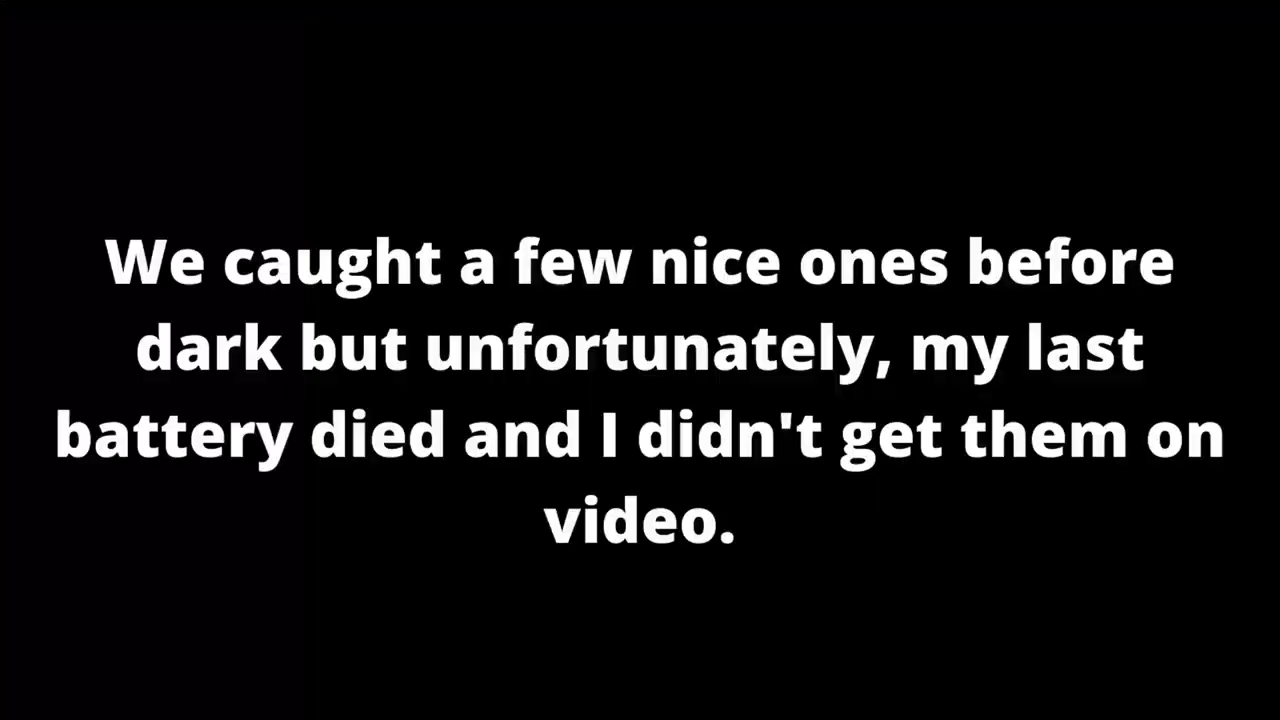 We caught a few nice ones before
dark but unfortunately, my last
battery died and I didn't get them on
video.